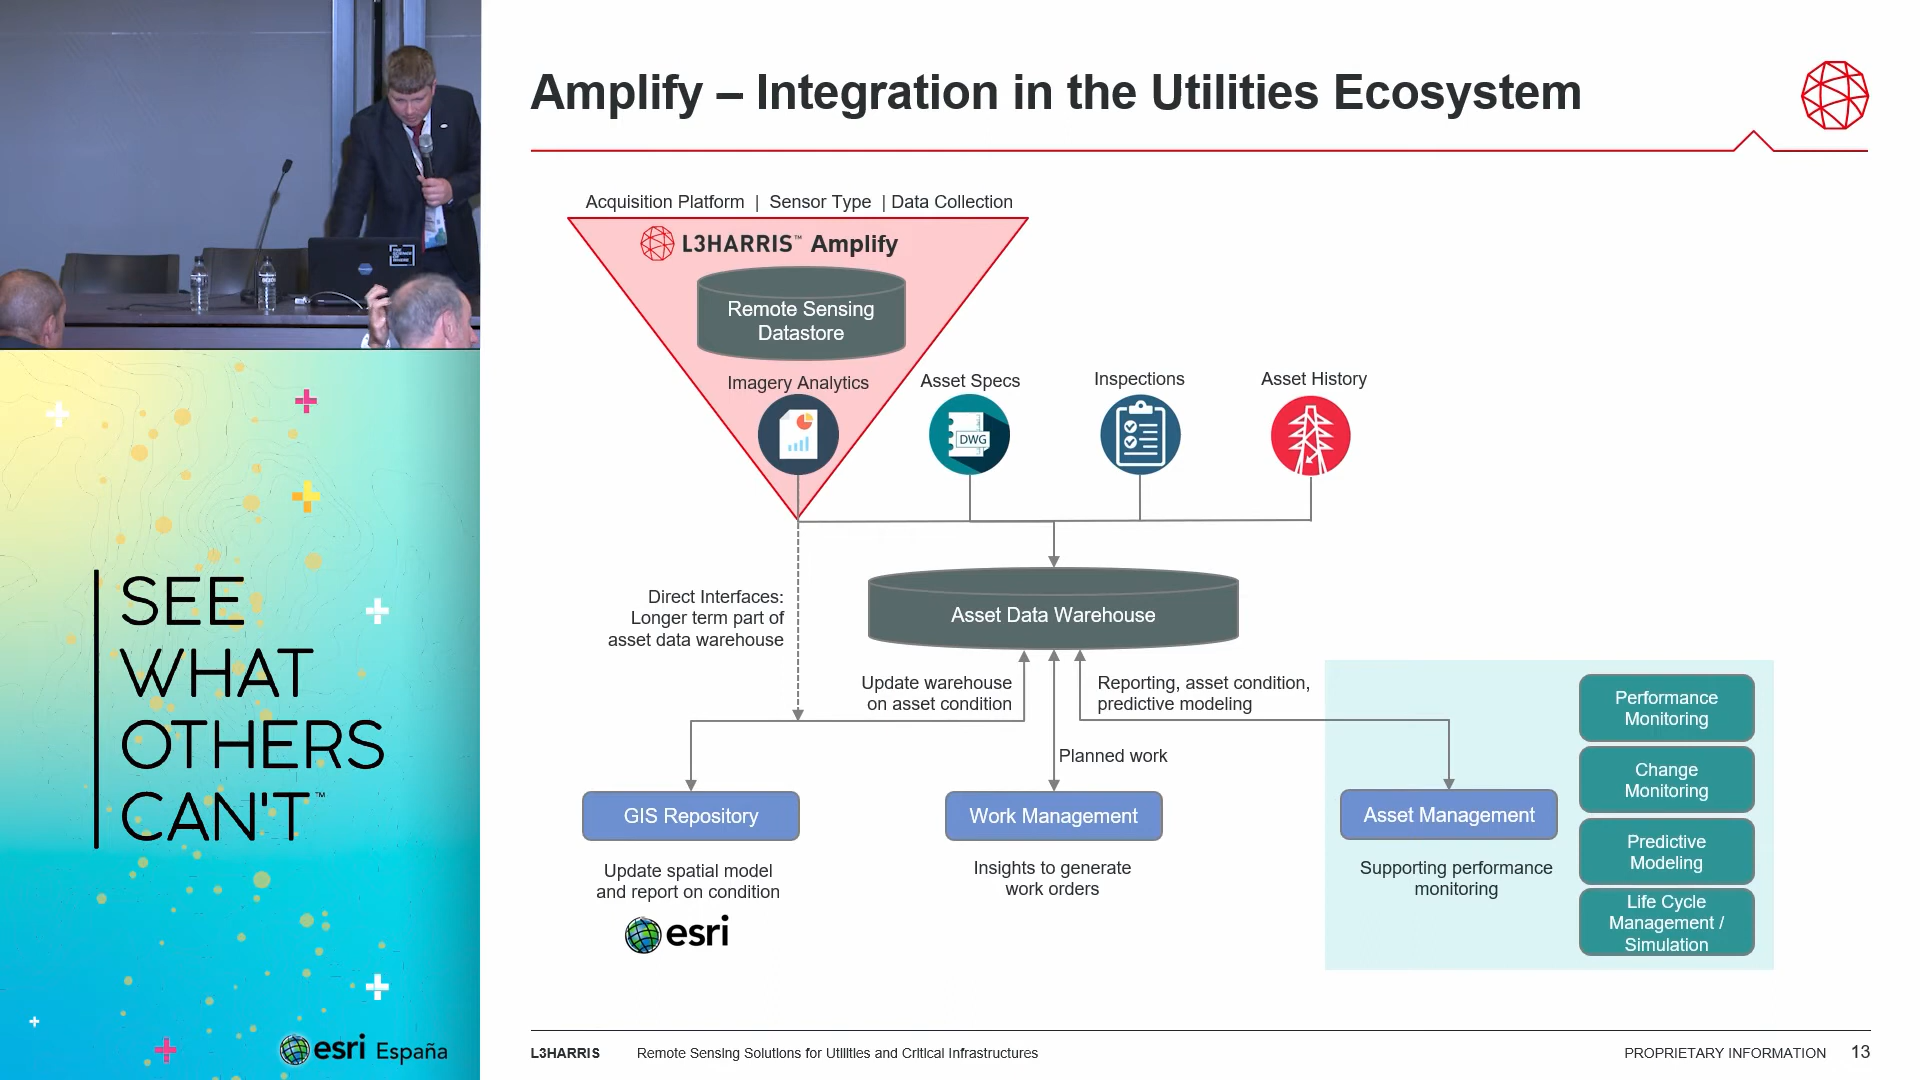 Amplify – Integration in the Utilities Ecosystem
Acquisition Platform | Sensor Type | Data Collection
L3HARRIS™ Amplify
Remote Sensing
Datastore
Imagery Analytics
Asset Specs
Inspections
Asset History
DWG
Direct Interfaces:
Longer term part of
asset data warehouse
Asset Data Warehouse
Update warehouse
on asset condition
Reporting, asset condition,
predictive modeling
Planned work
GIS Repository
Update spatial model
and report on condition
esri
Work Management
Insights to generate
work orders
Asset Management
Supporting performance
monitoring
Performance
Monitoring
Change
Monitoring
Predictive
Modeling
Life Cycle
Management /
Simulation
L3HARRIS
Remote Sensing Solutions for Utilities and Critical Infrastructures
PROPRIETARY INFORMATION
13
SEE
WHAT
OTHERS
CAN'T™
esri España